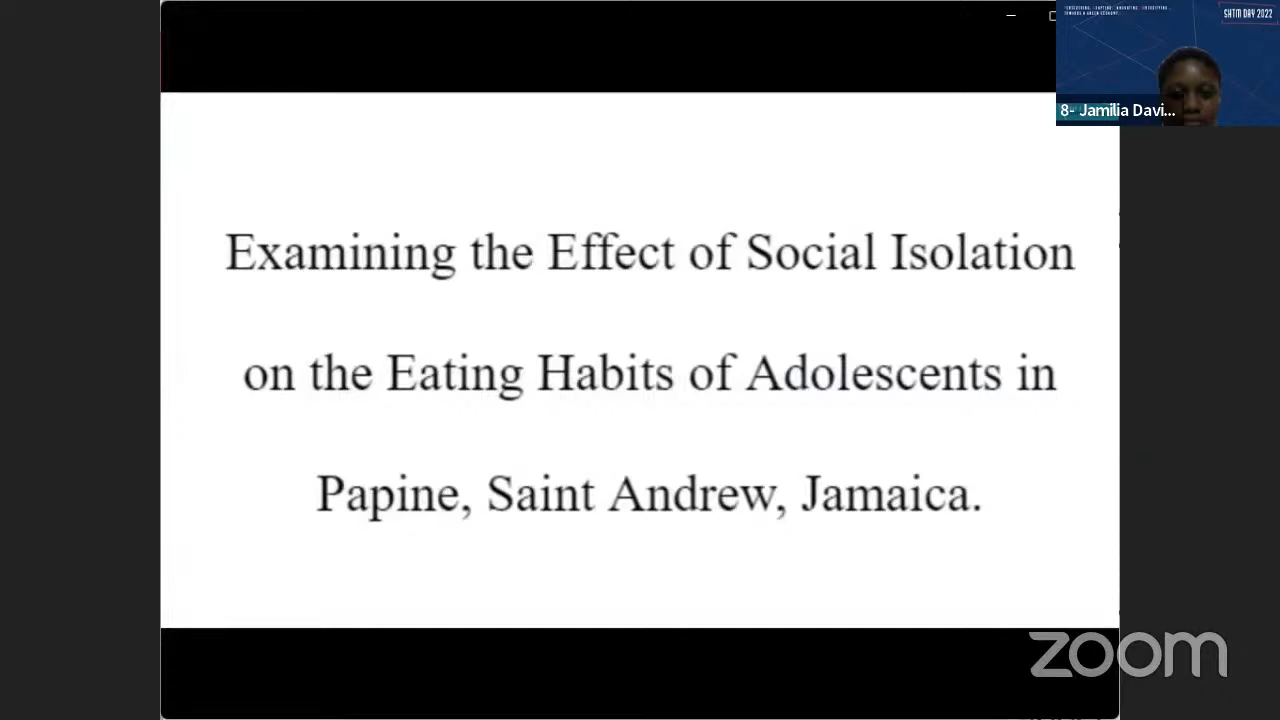 SHTM DAY 2022
8- Jamilia Davi...
Examining the Effect of Social Isolation
on the Eating Habits of Adolescents in
Papine, Saint Andrew, Jamaica.
zoom